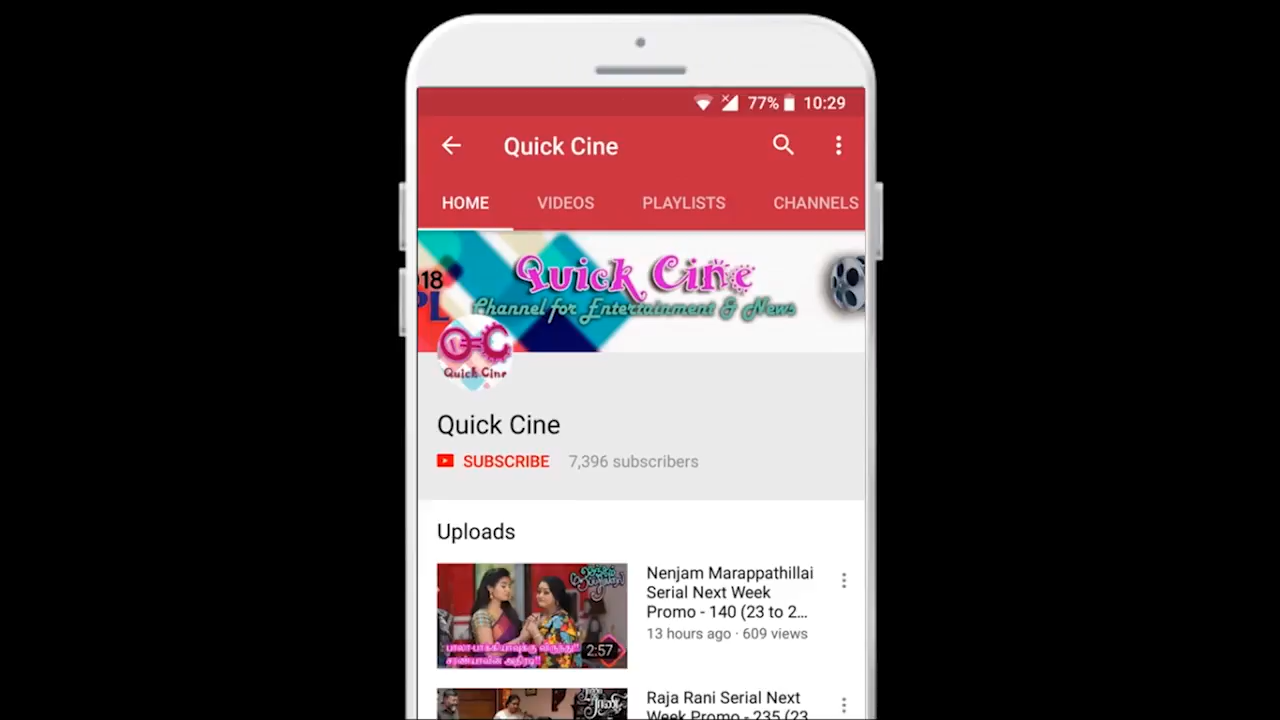 77% 10:29
Quick Cine
HOME VIDEOS PLAYLISTS CHANNELS
18
PL
Quick Cine
Channel for Entertainment & News
Quick Cine
Quick Cine
SUBSCRIBE 7,396 subscribers
Uploads
Nenjam Marappathillai
Serial Next Week
Promo - 140 (23 to 2...
13 hours ago · 609 views
2:57
Raja Rani Serial Next
Week Promo - 235 (23